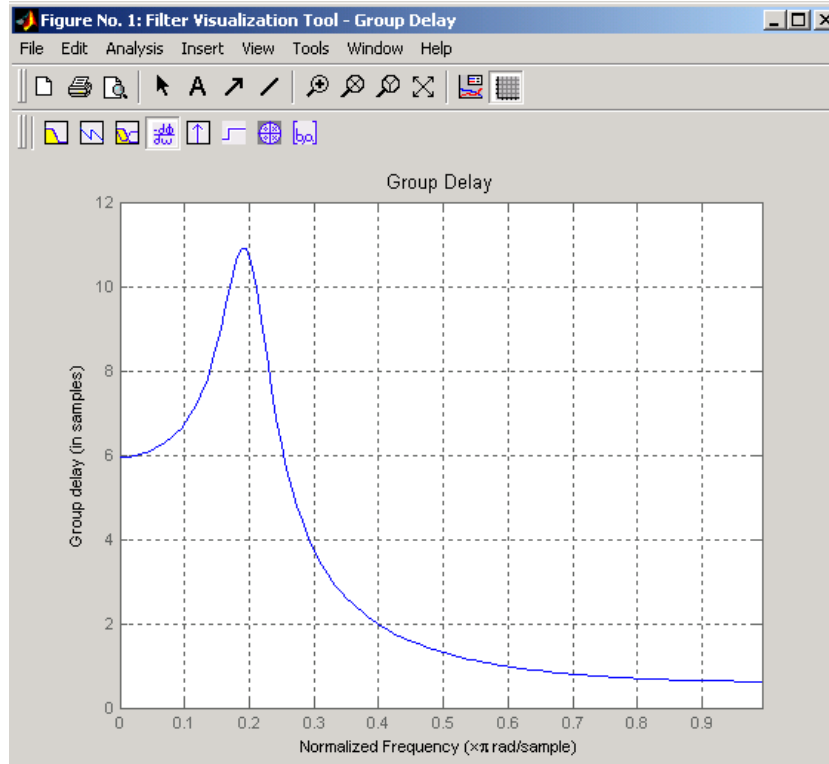 Figure No. 1: Filter Visualization Tool - Group Delay
File Edit Analysis Insert View Tools Window Help
A
[b,a]
Group Delay
12
10
8
6
4
2
0
Group delay (in samples)
0 0.1 0.2 0.3 0.4 0.5 0.6 0.7 0.8 0.9
Normalized Frequency (×π rad/sample)